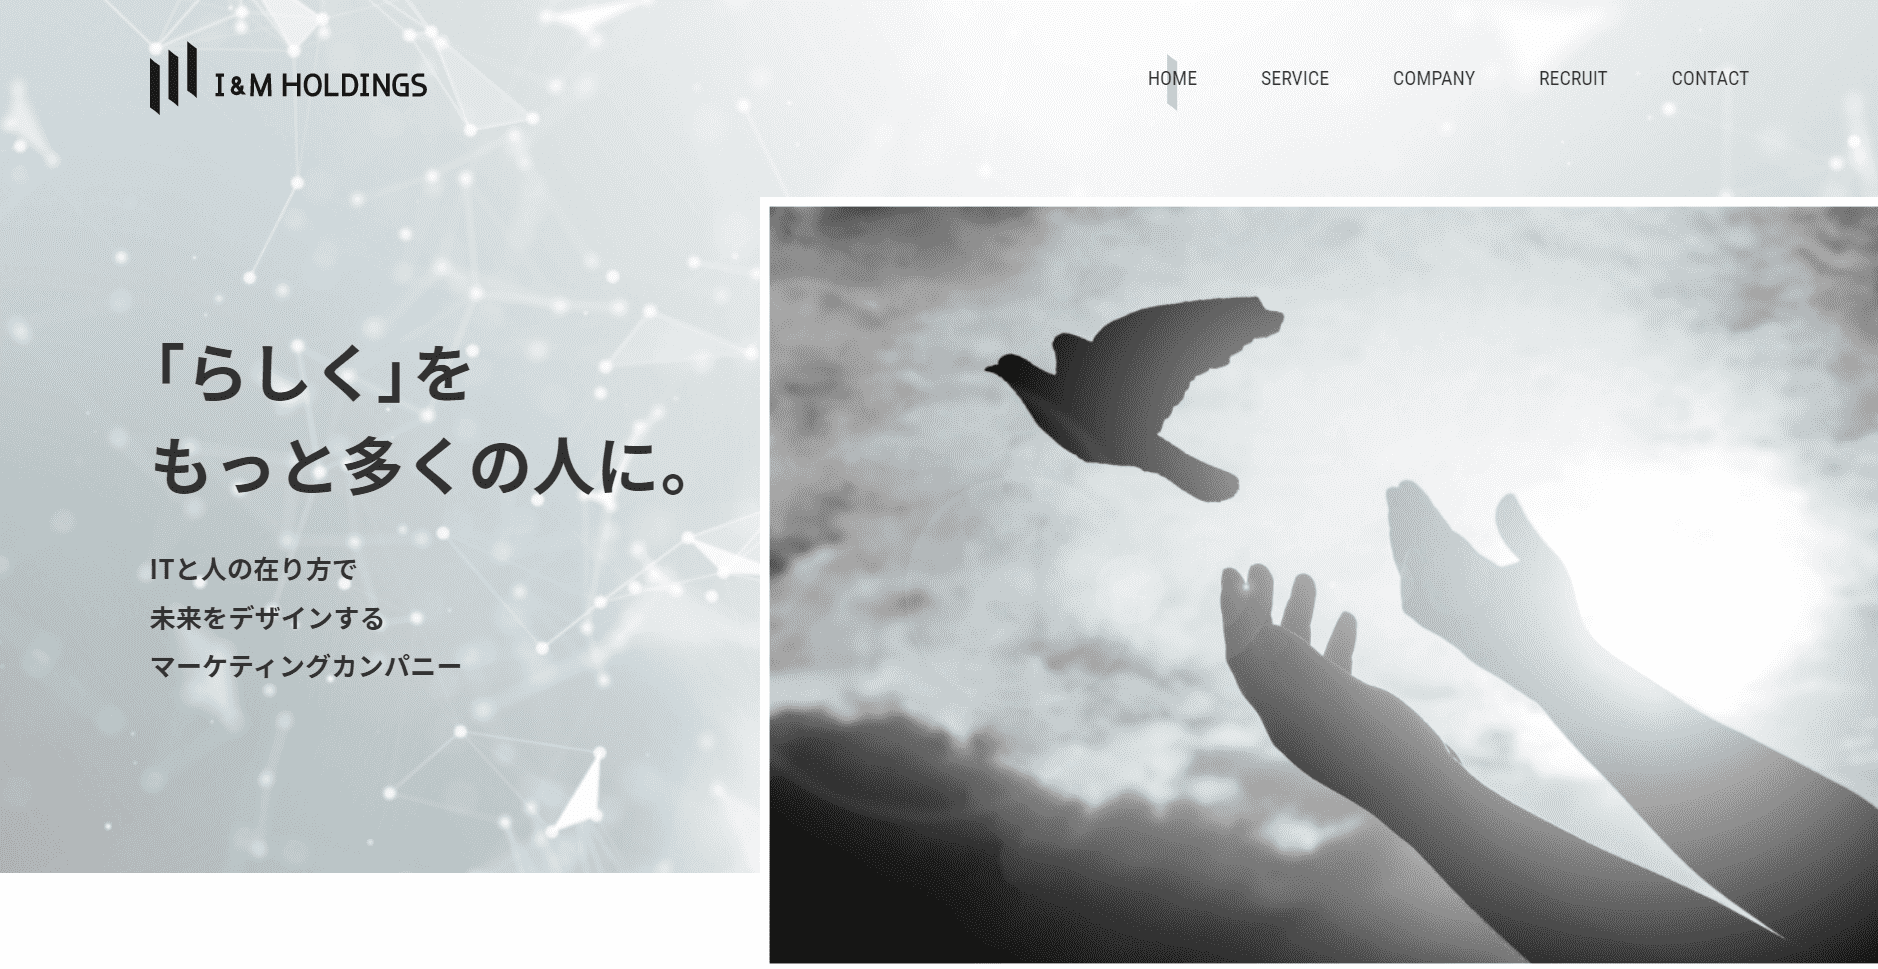 I & M HOLDINGS
HOME SERVICE COMPANY RECRUIT CONTACT
「らしく」を
もっと多くの人に。
ITと人の在り方で
未来をデザインする
マーケティングカンパニー